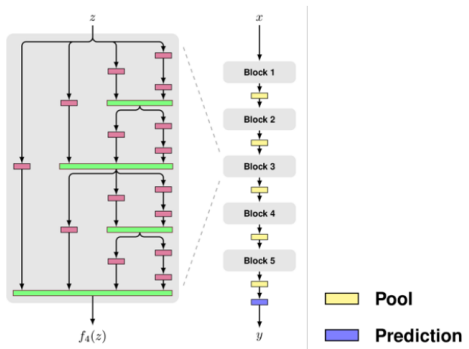 z
f₄(z)
x
Block 1
Block 2
Block 3
Block 4
Block 5
y
Pool
Prediction